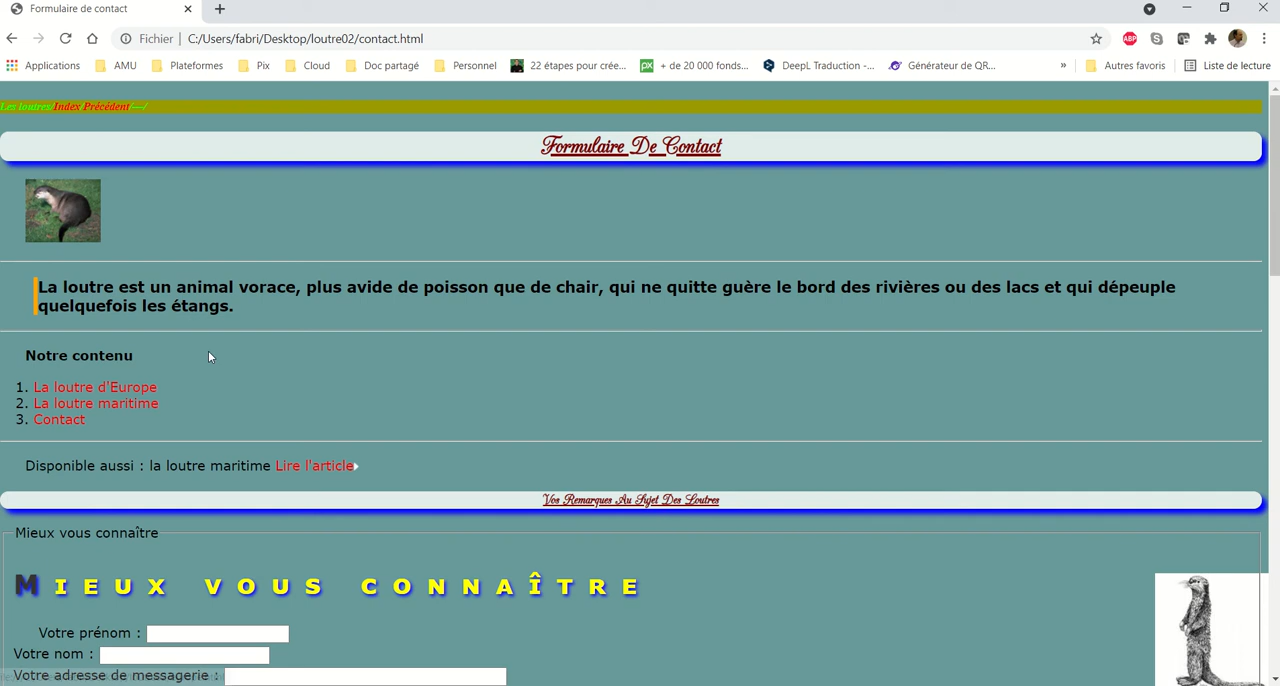 Formulaire de contact
Fichier C:/Users/fabri/Desktop/loutre02/contact.html
ABP
Applications AMU Plateformes Pix Cloud Doc partagé Personnel 22 étapes pour crée... px + de 20 000 fonds... DeepL Traduction -... Générateur de QR... » Autres favoris Liste de lecture
Les loutres/Index Précédent
Formulaire De Contact
La loutre est un animal vorace, plus avide de poisson que de chair, qui ne quitte guère le bord des rivières ou des lacs et qui dépeuple
quelquefois les étangs.
Notre contenu
1. La loutre d'Europe
2. La loutre maritime
3. Contact
Disponible aussi : la loutre maritime Lire l'article
Vos Remarques Au Sujet Des Loutres
Mieux vous connaître
MIEUX VOUS CONNAÎTRE
Votre prénom :
Votre nom :
Votre adresse de messagerie :